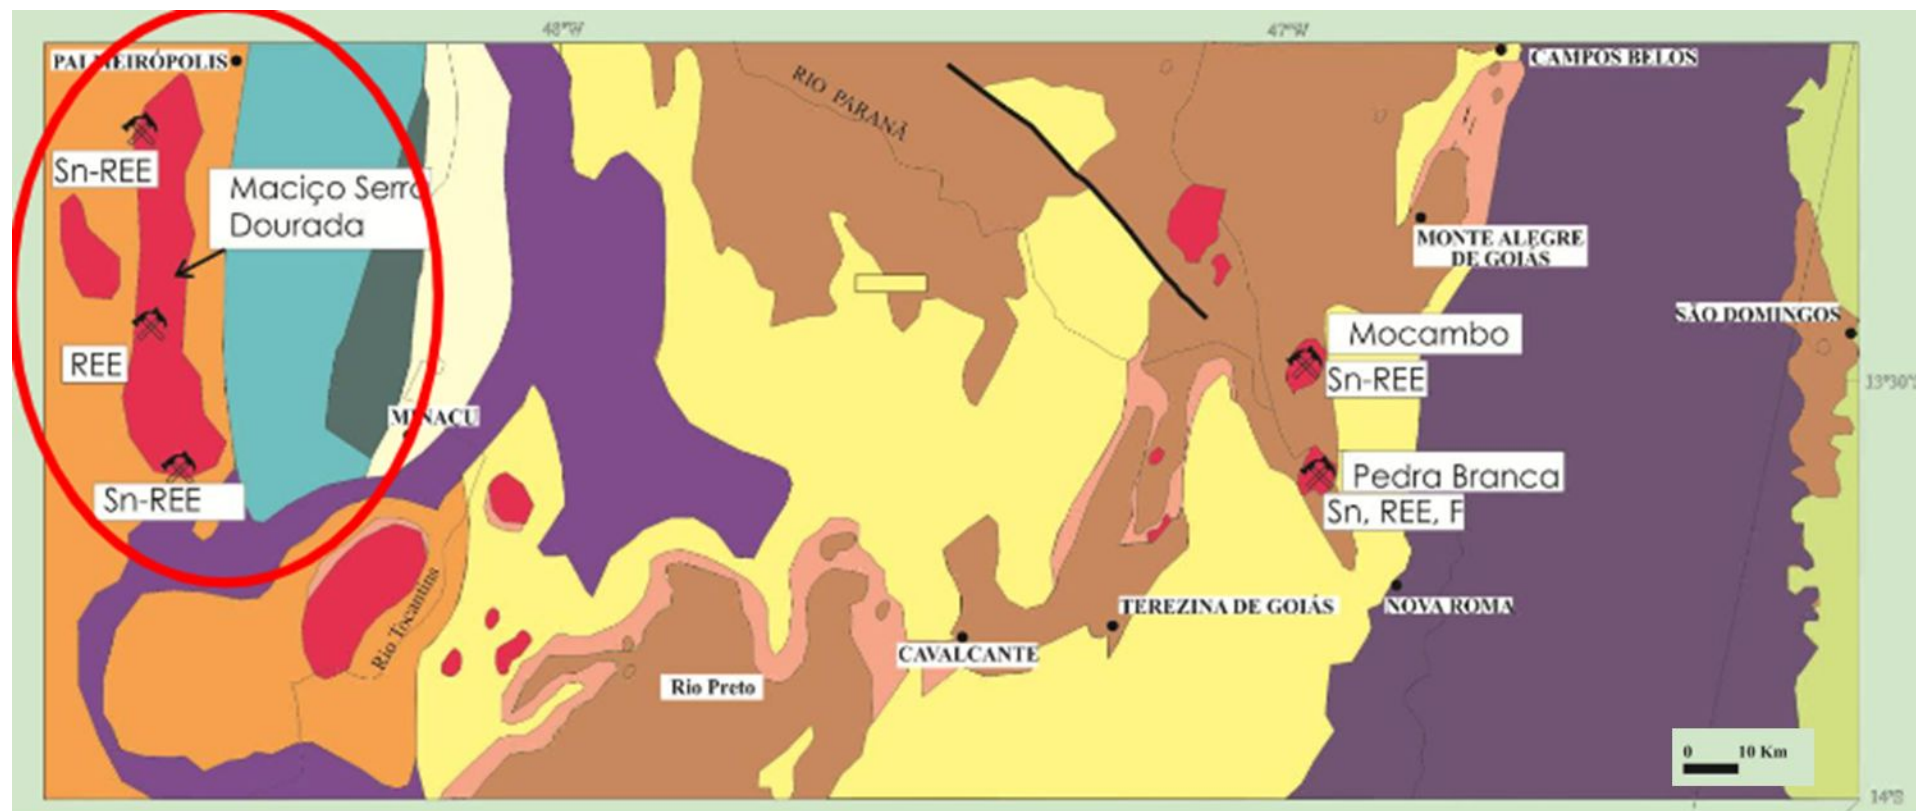 48°W
47°W
PALMEIRÓPOLIS
CAMPOS BELOS
RIO PARANÃ
Sn-REE
Maciço Serra
Dourada
MONTE ALEGRE
DE GOIÁS
SÃO DOMINGOS
Mocambo
Sn-REE
REE
13°30'S
MINAÇU
Pedra Branca
Sn, REE, F
Sn-REE
Rio Tocantins
TEREZINA DE GOIÁS
NOVA ROMA
CAVALCANTE
Rio Preto
0 10 Km
14°S